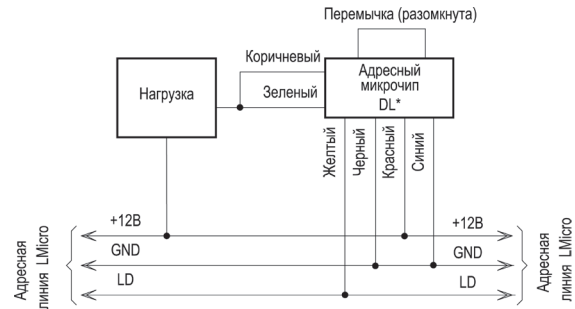 Перемычка (разомкнута)
Коричневый
Нагрузка
Зеленый
Адресный
микрочип
DL*
Желтый
Черный
Красный
Синий
Адресная
линия LMicro
+12В
GND
LD
+12В
GND
LD
Адресная
линия LMicro